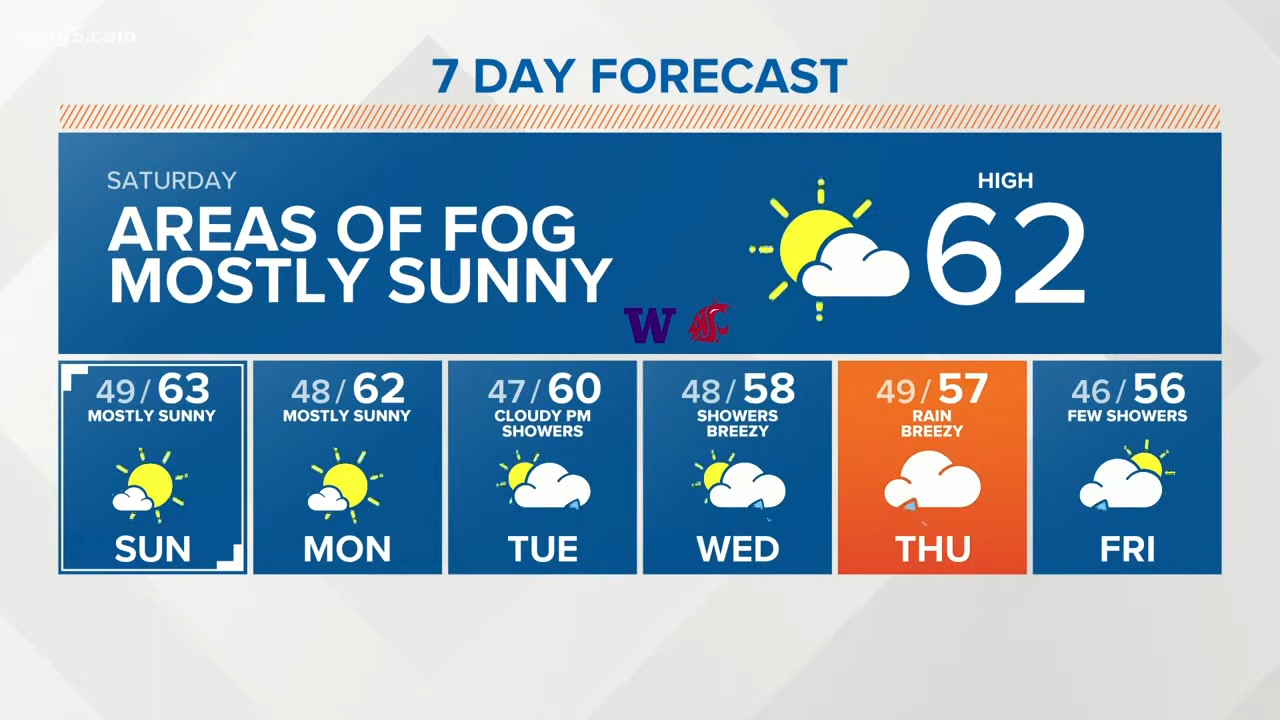 7 DAY FORECAST
SATURDAY
AREAS OF FOG
MOSTLY SUNNY
HIGH
62
W
49 / 63
MOSTLY SUNNY
SUN
48 / 62
MOSTLY SUNNY
MON
47 / 60
CLOUDY PM
SHOWERS
TUE
48 / 58
SHOWERS
BREEZY
WED
49 / 57
RAIN
BREEZY
THU
46 / 56
FEW SHOWERS
FRI